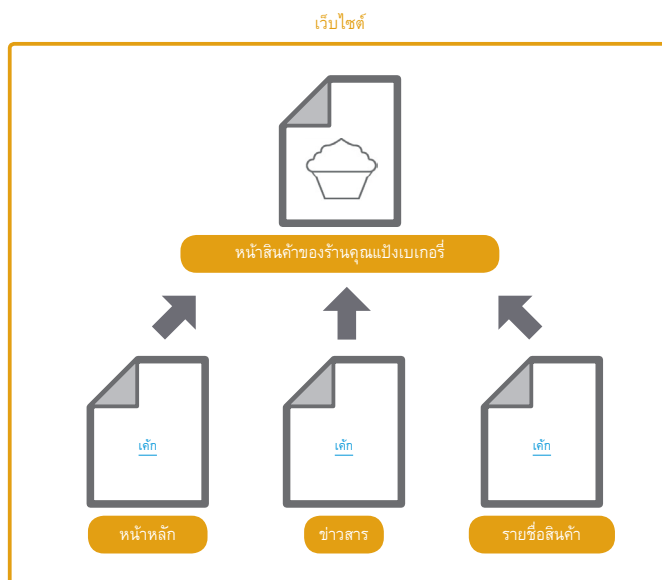 เว็บไซต์
หน้าสินค้าของร้านคุณแป้งเบเกอรี่
เค้ก
เค้ก
เค้ก
หน้าหลัก
ข่าวสาร
รายชื่อสินค้า